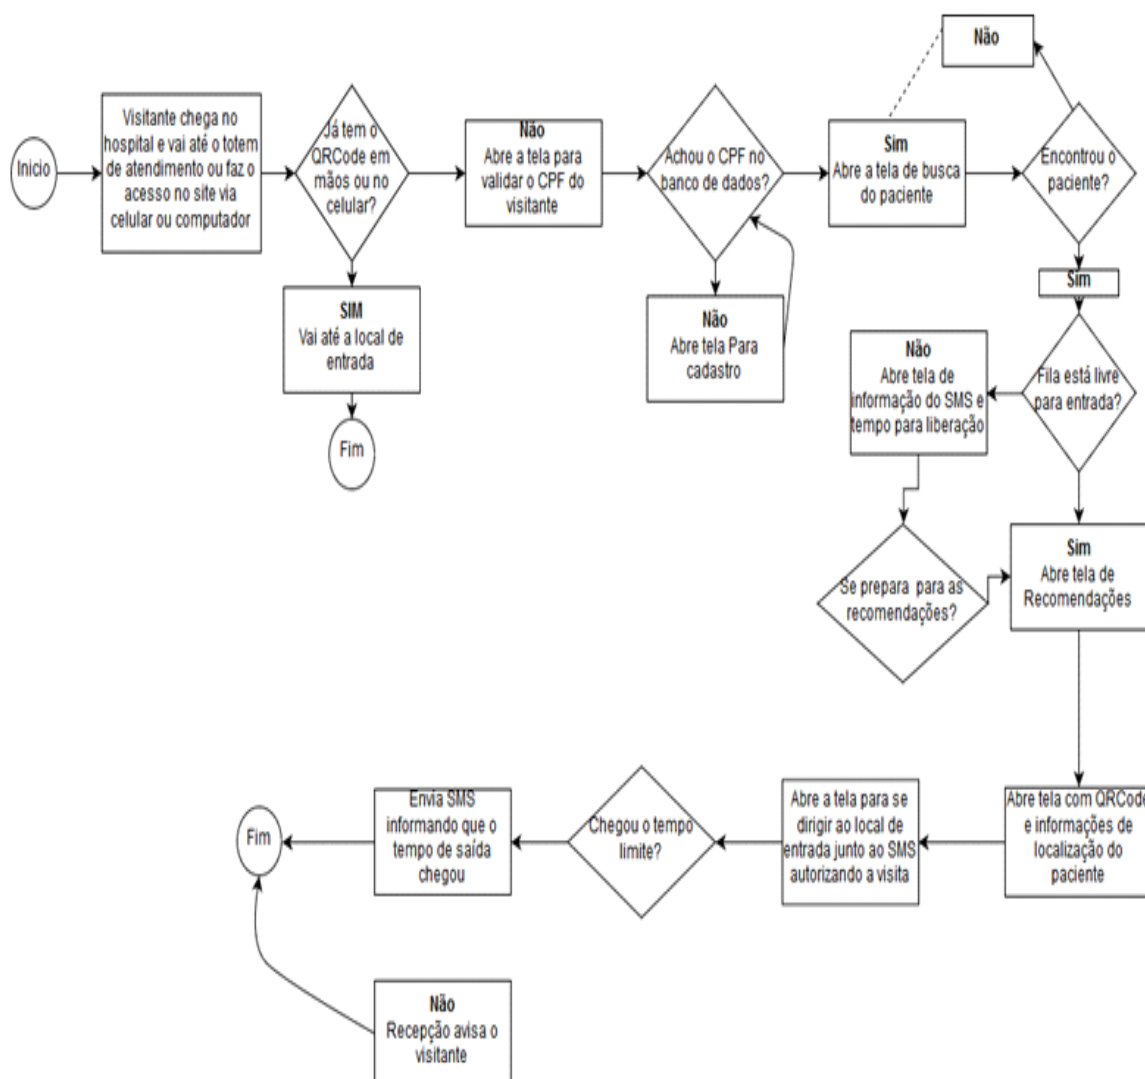 Inicio
Visitante chega no
hospital e vai até o totem
de atendimento ou faz o
acesso no site via
celular ou computador
Já tem o
QRCode em
mãos ou no
celular?
SIM
Vai até a local de
entrada
Fim
Não
Abre a tela para
validar o CPF do
visitante
Achou o CPF no
banco de dados?
Não
Abre tela Para
cadastro
Sim
Abre a tela de busca
do paciente
Não
Encontrou o
paciente?
Sim
Fila está livre
para entrada?
Não
Abre tela de
informação do SMS e
tempo para liberação
Se prepara para as
recomendações?
Sim
Abre tela de
Recomendações
Abre tela com QRCode
e informações de
localização do
paciente
Abre a tela para se
dirigir ao local de
entrada junto ao SMS
autorizando a visita
Chegou o tempo
limite?
Envia SMS
informando que o
tempo de saída
chegou
Fim
Não
Recepção avisa o
visitante